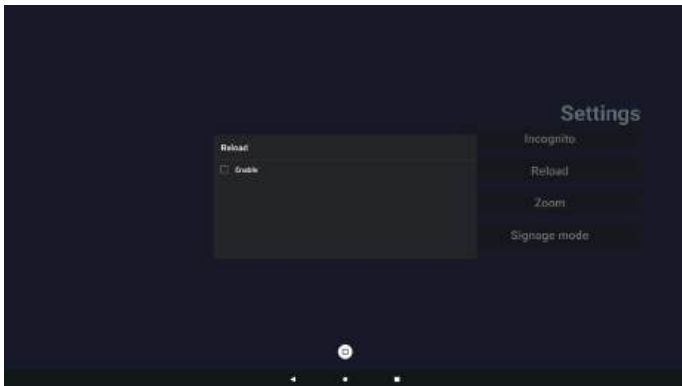 Settings
Incognito
Reload
Reload
Enable
Zoom
Signage mode